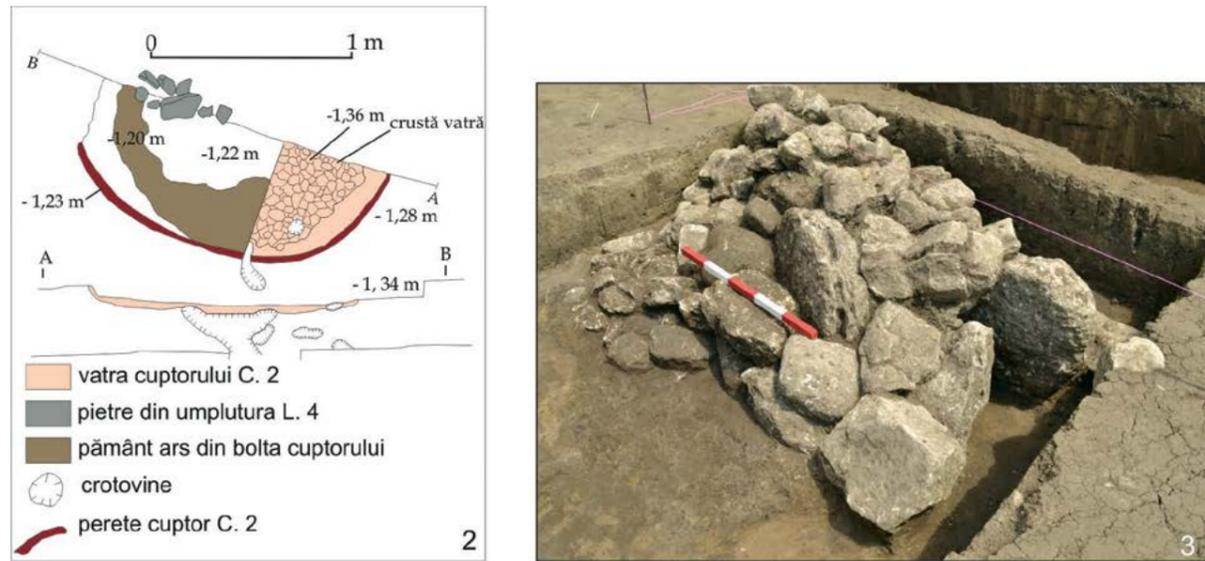 0 1 m
B
-1,36 m
crustă vatră
-1,20 m
-1,22 m
- 1,23 m
A
- 1,28 m
A B
- 1, 34 m
vatra cuptorului C. 2
pietre din umplutura L. 4
pământ ars din bolta cuptorului
crotovine
perete cuptor C. 2
2
3